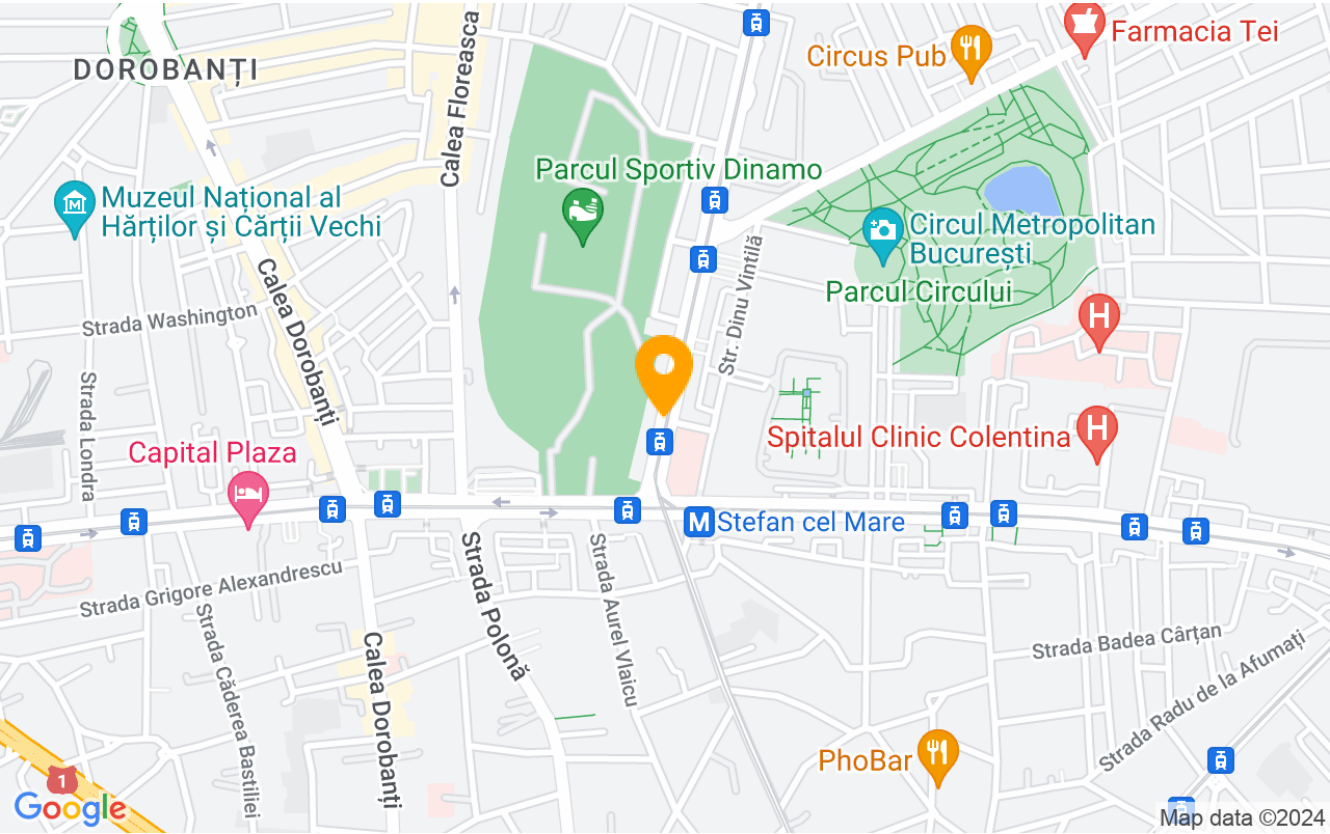 Farmacia Tei
Circus Pub
DOROBANȚI
Calea Floreasca
Parcul Sportiv Dinamo
Muzeul Național al
Hărților și Cărții Vechi
Circul Metropolitan
București
Parcul Circului
H
Calea Dorobanți
Strada Washington
Str. Dinu Vintilă
Strada Londra
Spitalul Clinic Colentina
H
Capital Plaza
M Stefan cel Mare
Strada Grigore Alexandrescu
Strada Polonă
Strada Aurel Vlaicu
Strada Căderea Bastiliei
Calea Dorobanți
Strada Badea Cârțan
Strada Radu de la Afumați
PhoBar
1
Google
Map data ©2024